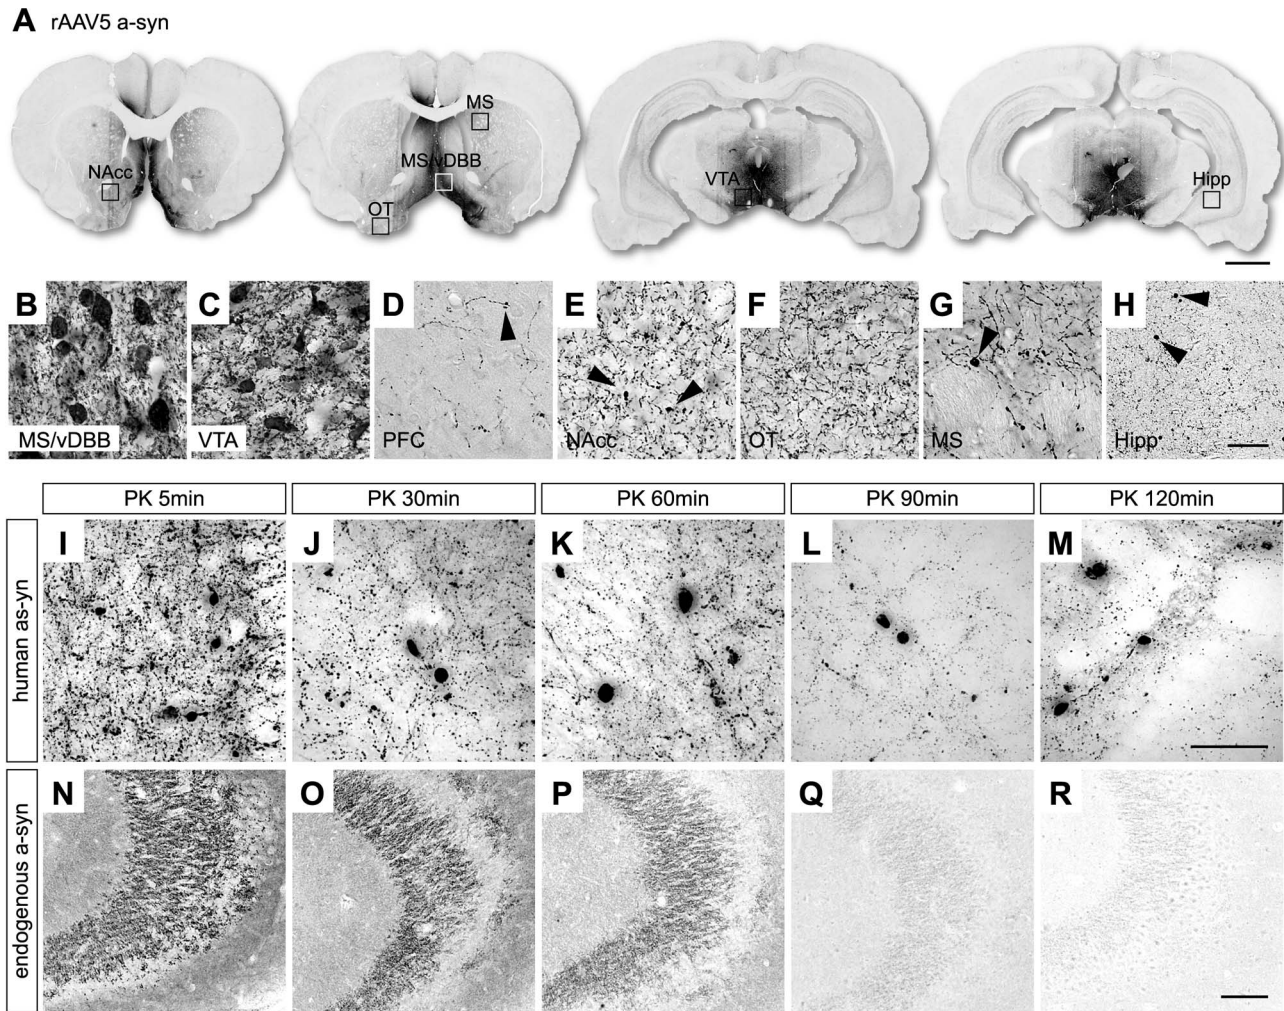 A rAAV5 a-syn
MS
NAcc
MS/vDBB
OT
VTA
Hipp
B C D E F G H
MS/vDBB VTA PFC NAcc OT MS Hipp
PK 5min PK 30min PK 60min PK 90min PK 120min
human as-yn
I J K L M
endogenous a-syn
N O P Q R